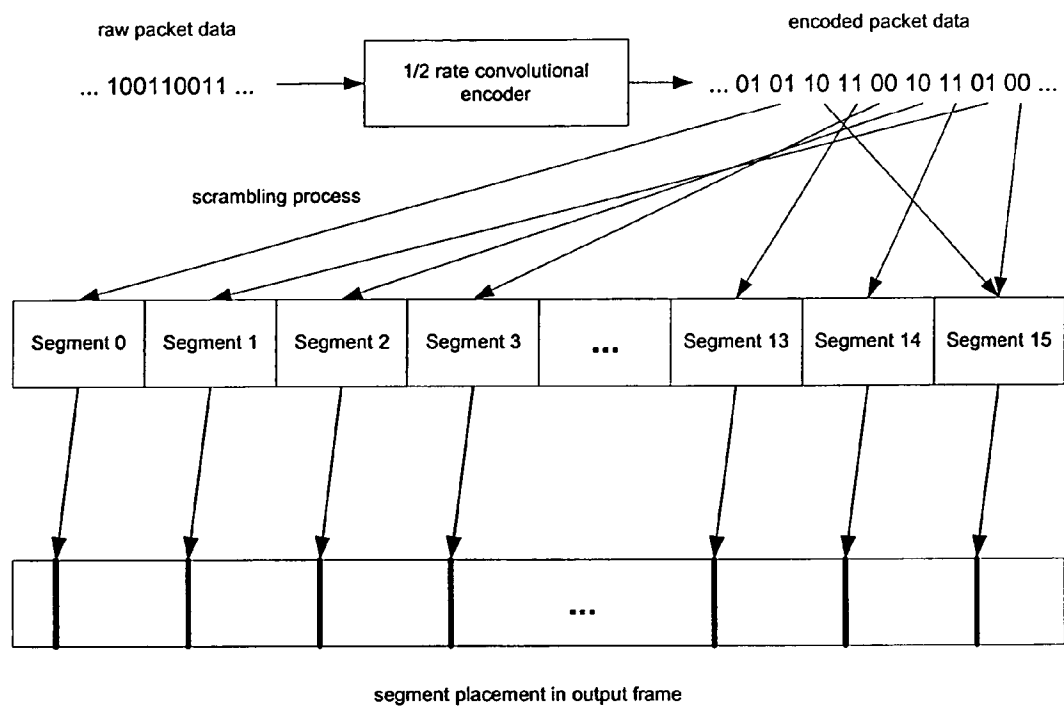 raw packet data
encoded packet data
... 100110011 ...
1/2 rate convolutional
encoder
... 01 01 10 11 00 10 11 01 00 ...
scrambling process
Segment 0
Segment 1
Segment 2
Segment 3
...
Segment 13
Segment 14
Segment 15
...
segment placement in output frame